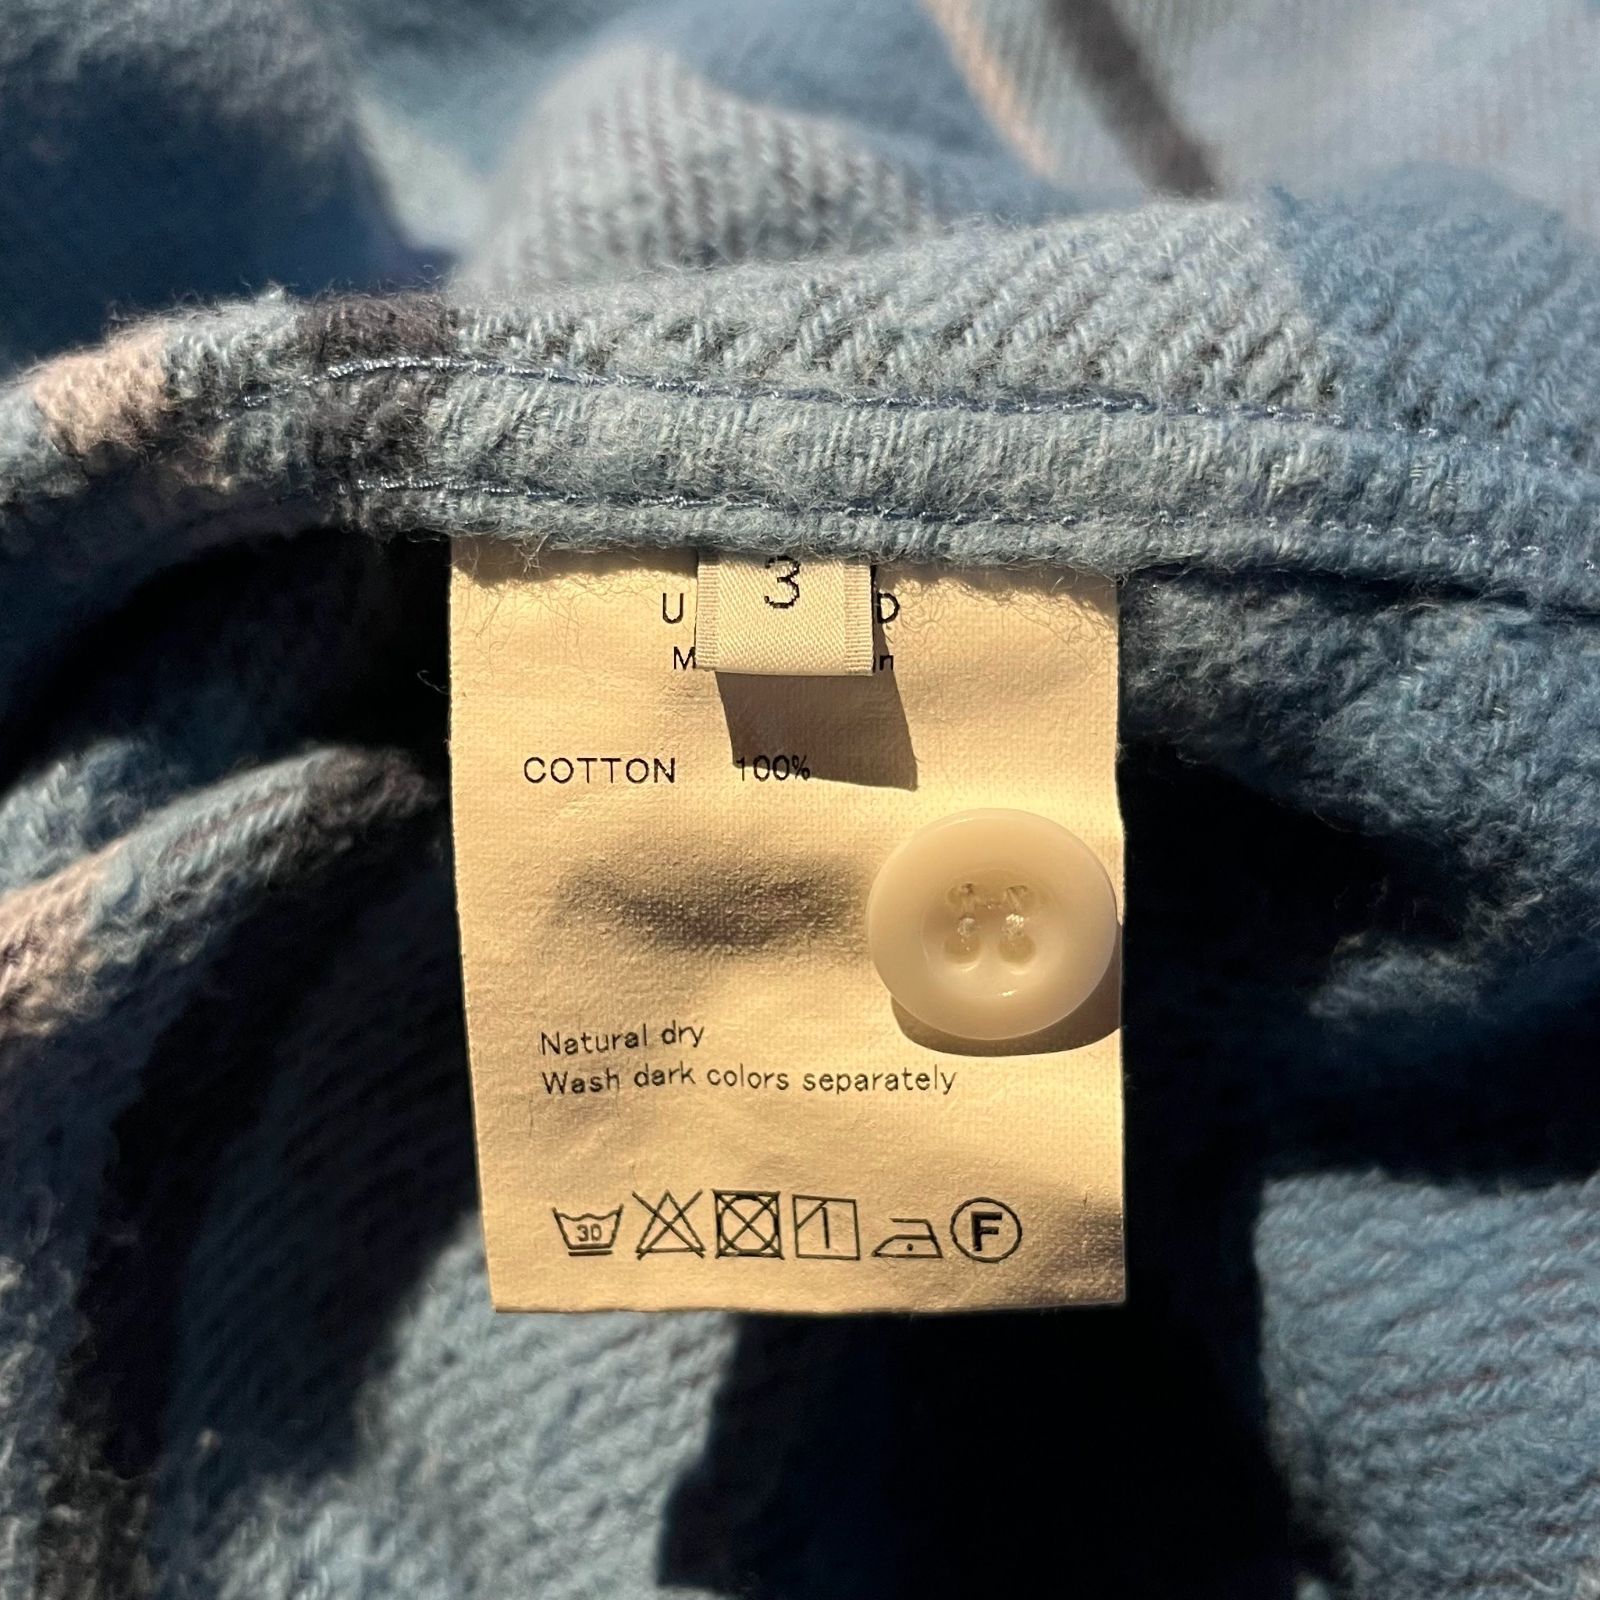 3
COTTON 100%
Natural dry
Wash dark colors separately
30
F